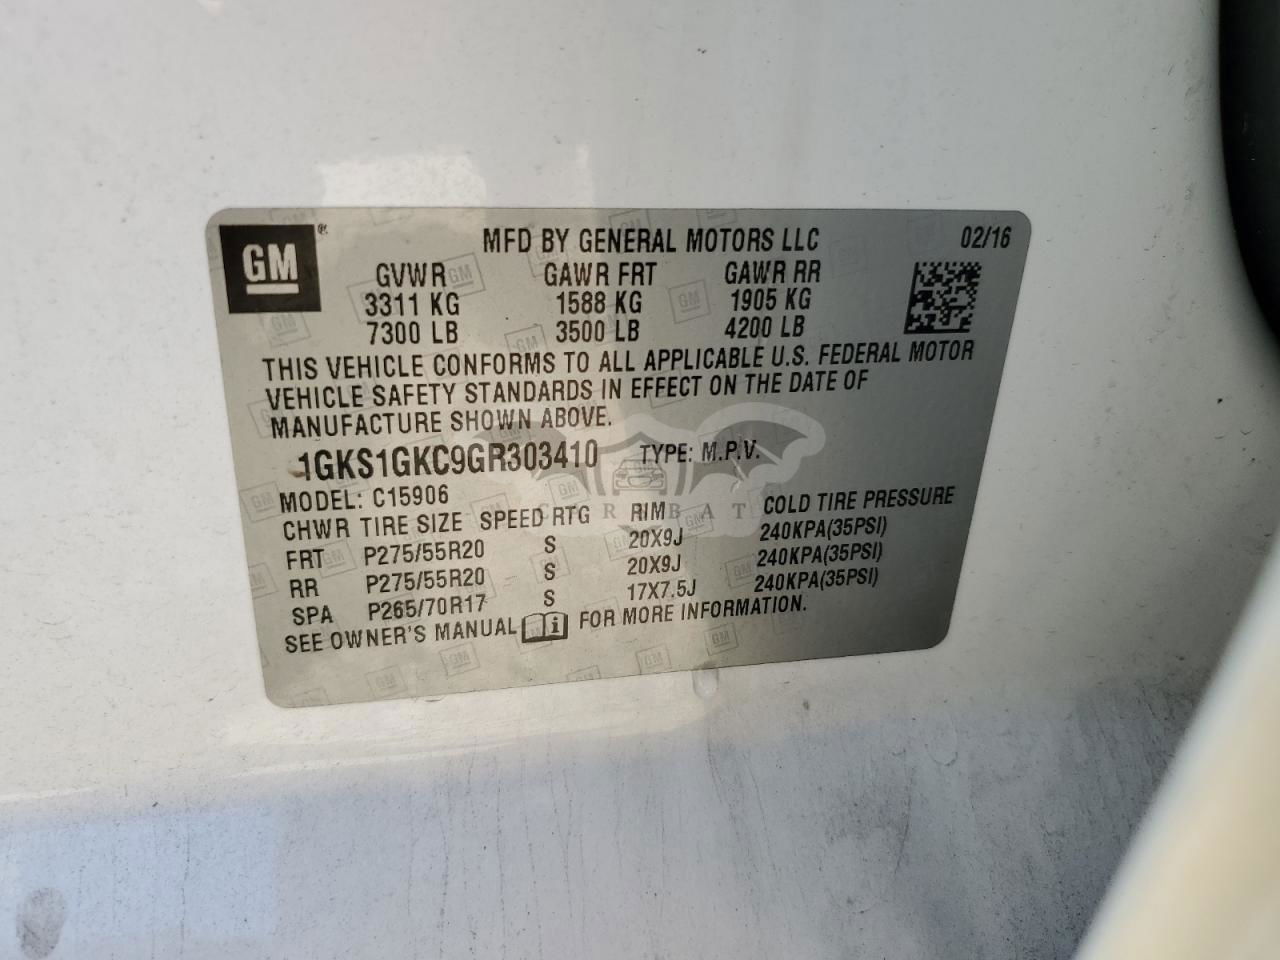 GM®
MFD BY GENERAL MOTORS LLC 02/16
GVWR GAWR FRT GAWR RR
3311 KG 1588 KG 1905 KG
7300 LB 3500 LB 4200 LB
THIS VEHICLE CONFORMS TO ALL APPLICABLE U.S. FEDERAL MOTOR
VEHICLE SAFETY STANDARDS IN EFFECT ON THE DATE OF
MANUFACTURE SHOWN ABOVE.
1GKS1GKC9GR303410 TYPE: M.P.V.
MODEL: C15906
CHWR TIRE SIZE SPEED RTG RIM COLD TIRE PRESSURE
FRT P275/55R20 S 20X9J 240KPA(35PSI)
RR P275/55R20 S 20X9J 240KPA(35PSI)
SPA P265/70R17 S 17X7.5J 240KPA(35PSI)
SEE OWNER'S MANUAL FOR MORE INFORMATION.